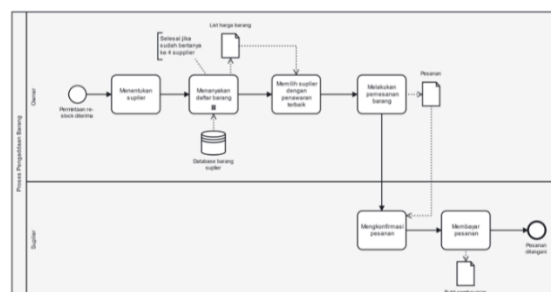 Proses Pengadaan Barang
Owner
Permintaan re-
stock diterima
Menentukan
suplier
Selesai jika
sudah bertanya
ke 4 supplier
Menanyakan
daftar barang
List harga barang
Database barang
suplier
Memilih suplier
dengan
penawaran
terbaik
Melakukan
pemesanan
barang
Pesanan
Suplier
Mengkonfirmasi
pesanan
Membayar
pesanan
Pesanan
ditangani